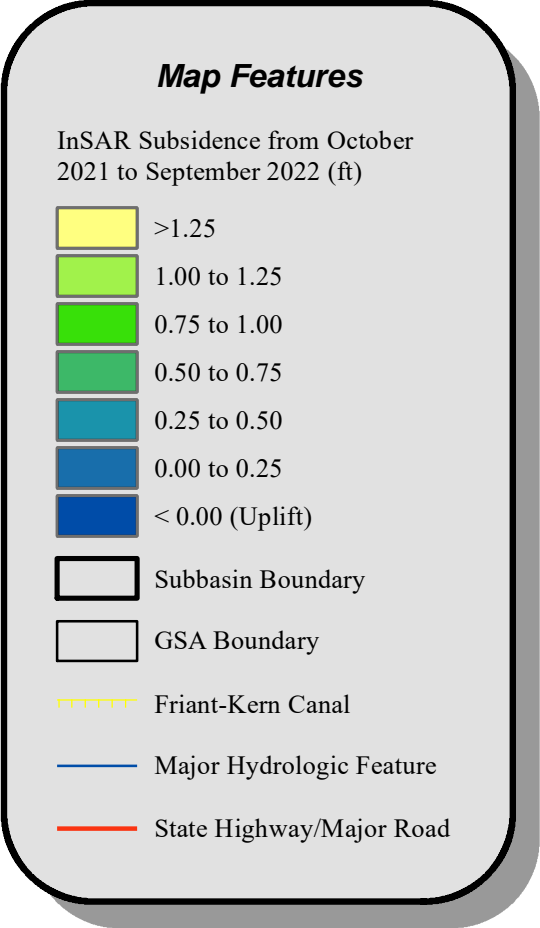 Map Features
InSAR Subsidence from October
2021 to September 2022 (ft)
>1.25
1.00 to 1.25
0.75 to 1.00
0.50 to 0.75
0.25 to 0.50
0.00 to 0.25
< 0.00 (Uplift)
Subbasin Boundary
GSA Boundary
Friant-Kern Canal
Major Hydrologic Feature
State Highway/Major Road